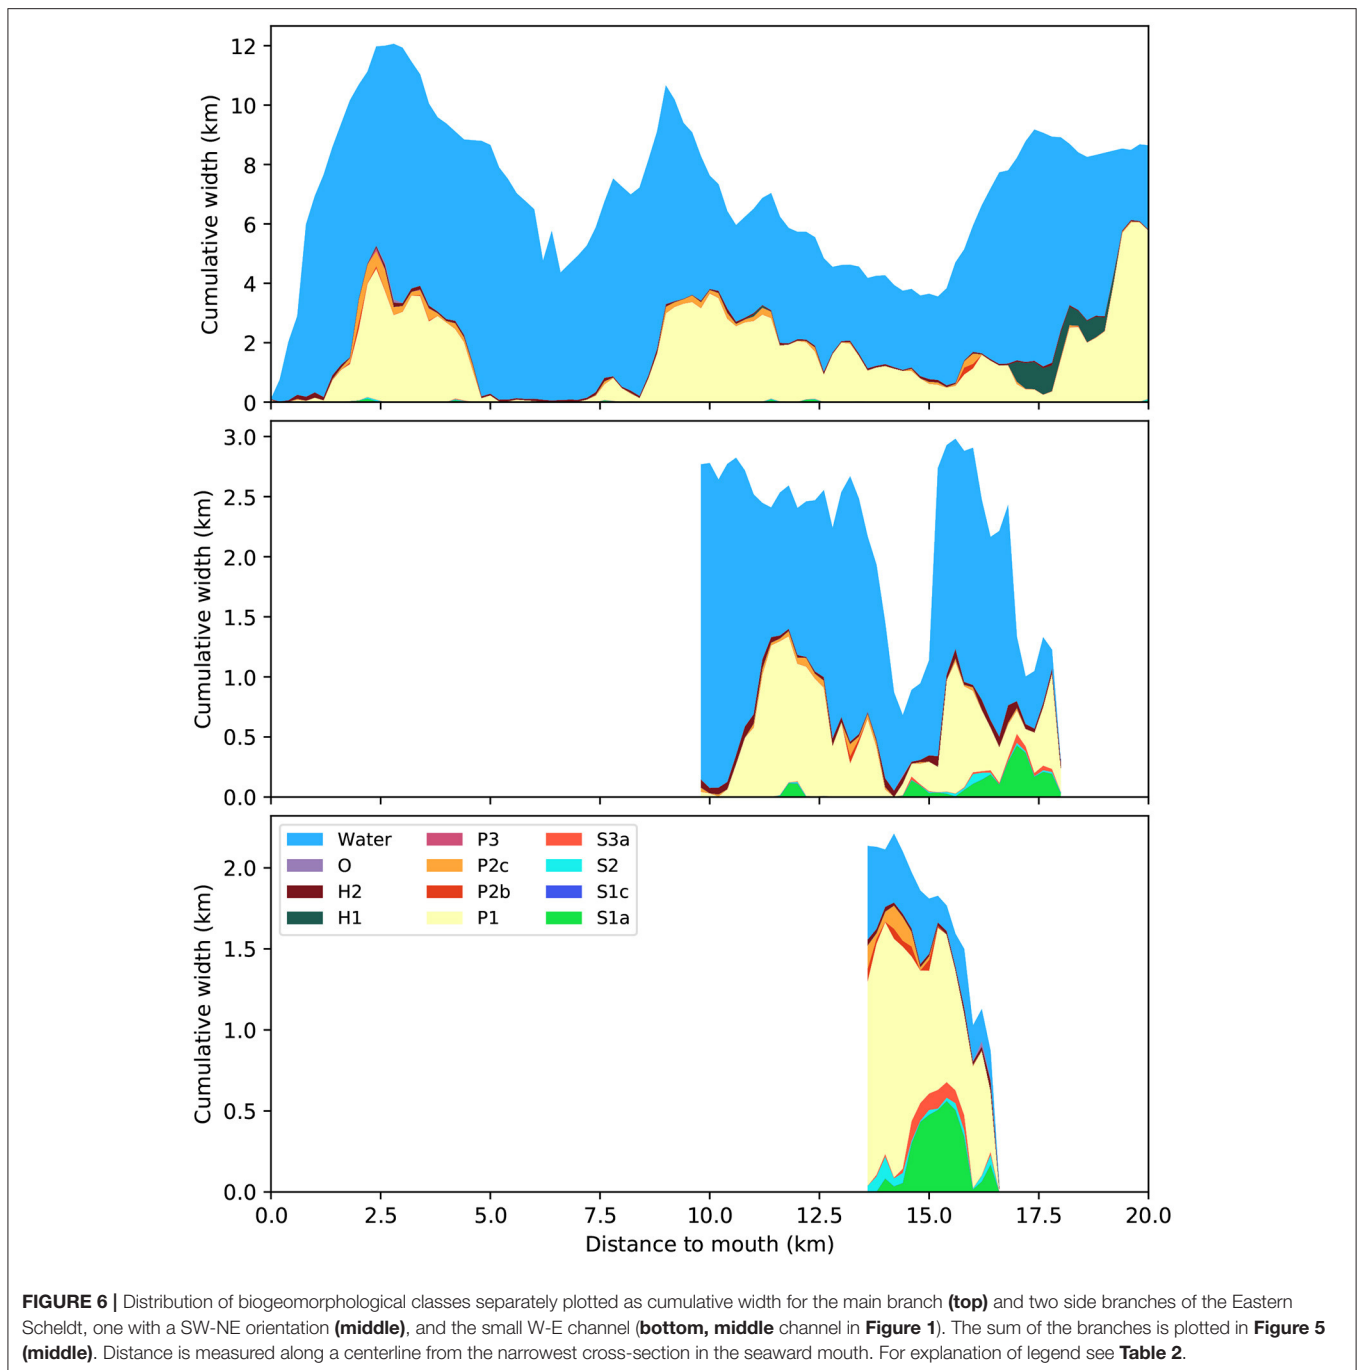 Cumulative width (km)
12
10
8
6
4
2
0
Cumulative width (km)
3.0
2.5
2.0
1.5
1.0
0.5
0.0
Cumulative width (km)
2.0
1.5
1.0
0.5
0.0
Water P3 S3a
O P2c S2
H2 P2b S1c
H1 P1 S1a
0.0 2.5 5.0 7.5 10.0 12.5 15.0 17.5 20.0
Distance to mouth (km)
FIGURE 6 | Distribution of biogeomorphological classes separately plotted as cumulative width for the main branch (top) and two side branches of the Eastern
Scheldt, one with a SW-NE orientation (middle), and the small W-E channel (bottom, middle channel in Figure 1). The sum of the branches is plotted in Figure 5
(middle). Distance is measured along a centerline from the narrowest cross-section in the seaward mouth. For explanation of legend see Table 2.